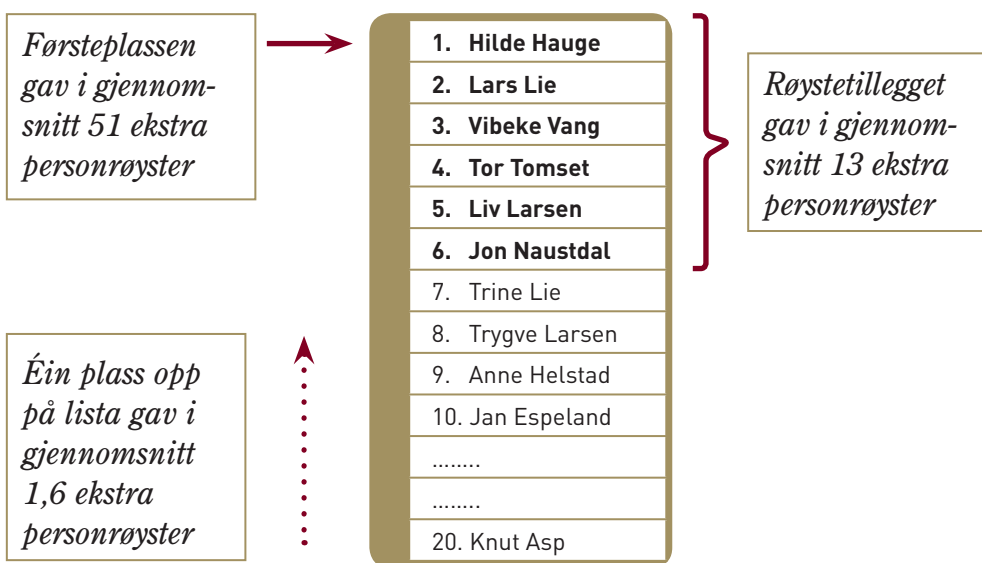 Førsteplassen
gav i gjennom-
snitt 51 ekstra
personrøyster
1. Hilde Hauge
2. Lars Lie
3. Vibeke Vang
4. Tor Tomset
5. Liv Larsen
6. Jon Naustdal
7. Trine Lie
8. Trygve Larsen
9. Anne Helstad
10. Jan Espeland
........
........
20. Knut Asp
Røystetillegget
gav i gjennom-
snitt 13 ekstra
personrøyster
Éin plass opp
på lista gav i
gjennomsnitt
1,6 ekstra
personrøyster